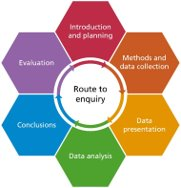 Introduction
and planning
Methods and
data collection
Data
presentation
Data analysis
Conclusions
Evaluation
Route to
enquiry